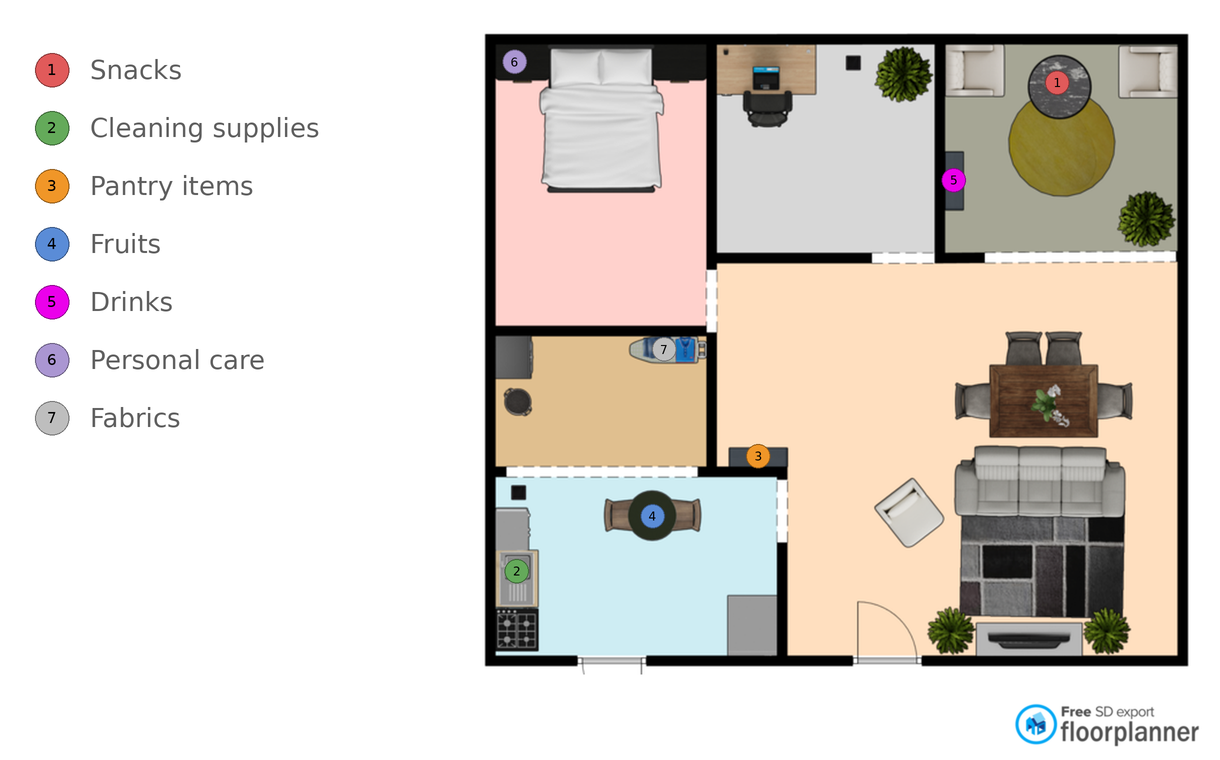 1 Snacks
2 Cleaning supplies
3 Pantry items
4 Fruits
5 Drinks
6 Personal care
7 Fabrics
6
1
5
7
3
4
2
Free SD export
floorplanner